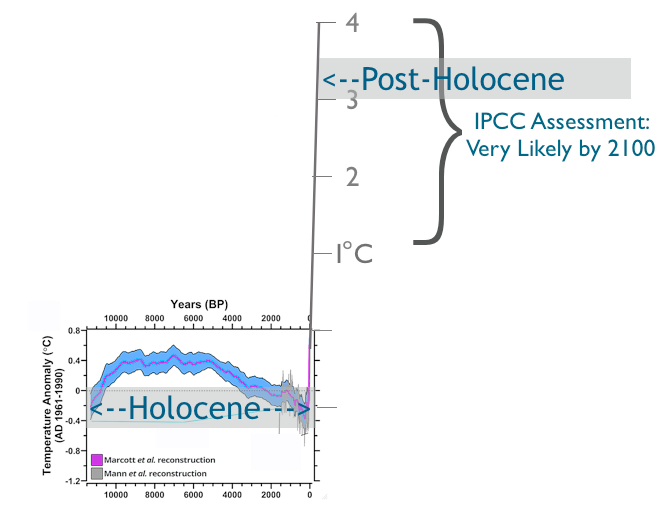 4
<--Post-Holocene
3
IPCC Assessment:
Very Likely by 2100
2
1°C
Years (BP)
10000 8000 6000 4000 2000 0
Temperature Anomaly (°C)
(AD 1961-1990)
0.8
0.4
0
-0.4
-0.8
-1.2
<--Holocene--->
Marcott et al. reconstruction
Mann et al. reconstruction
10000 8000 6000 4000 2000 0